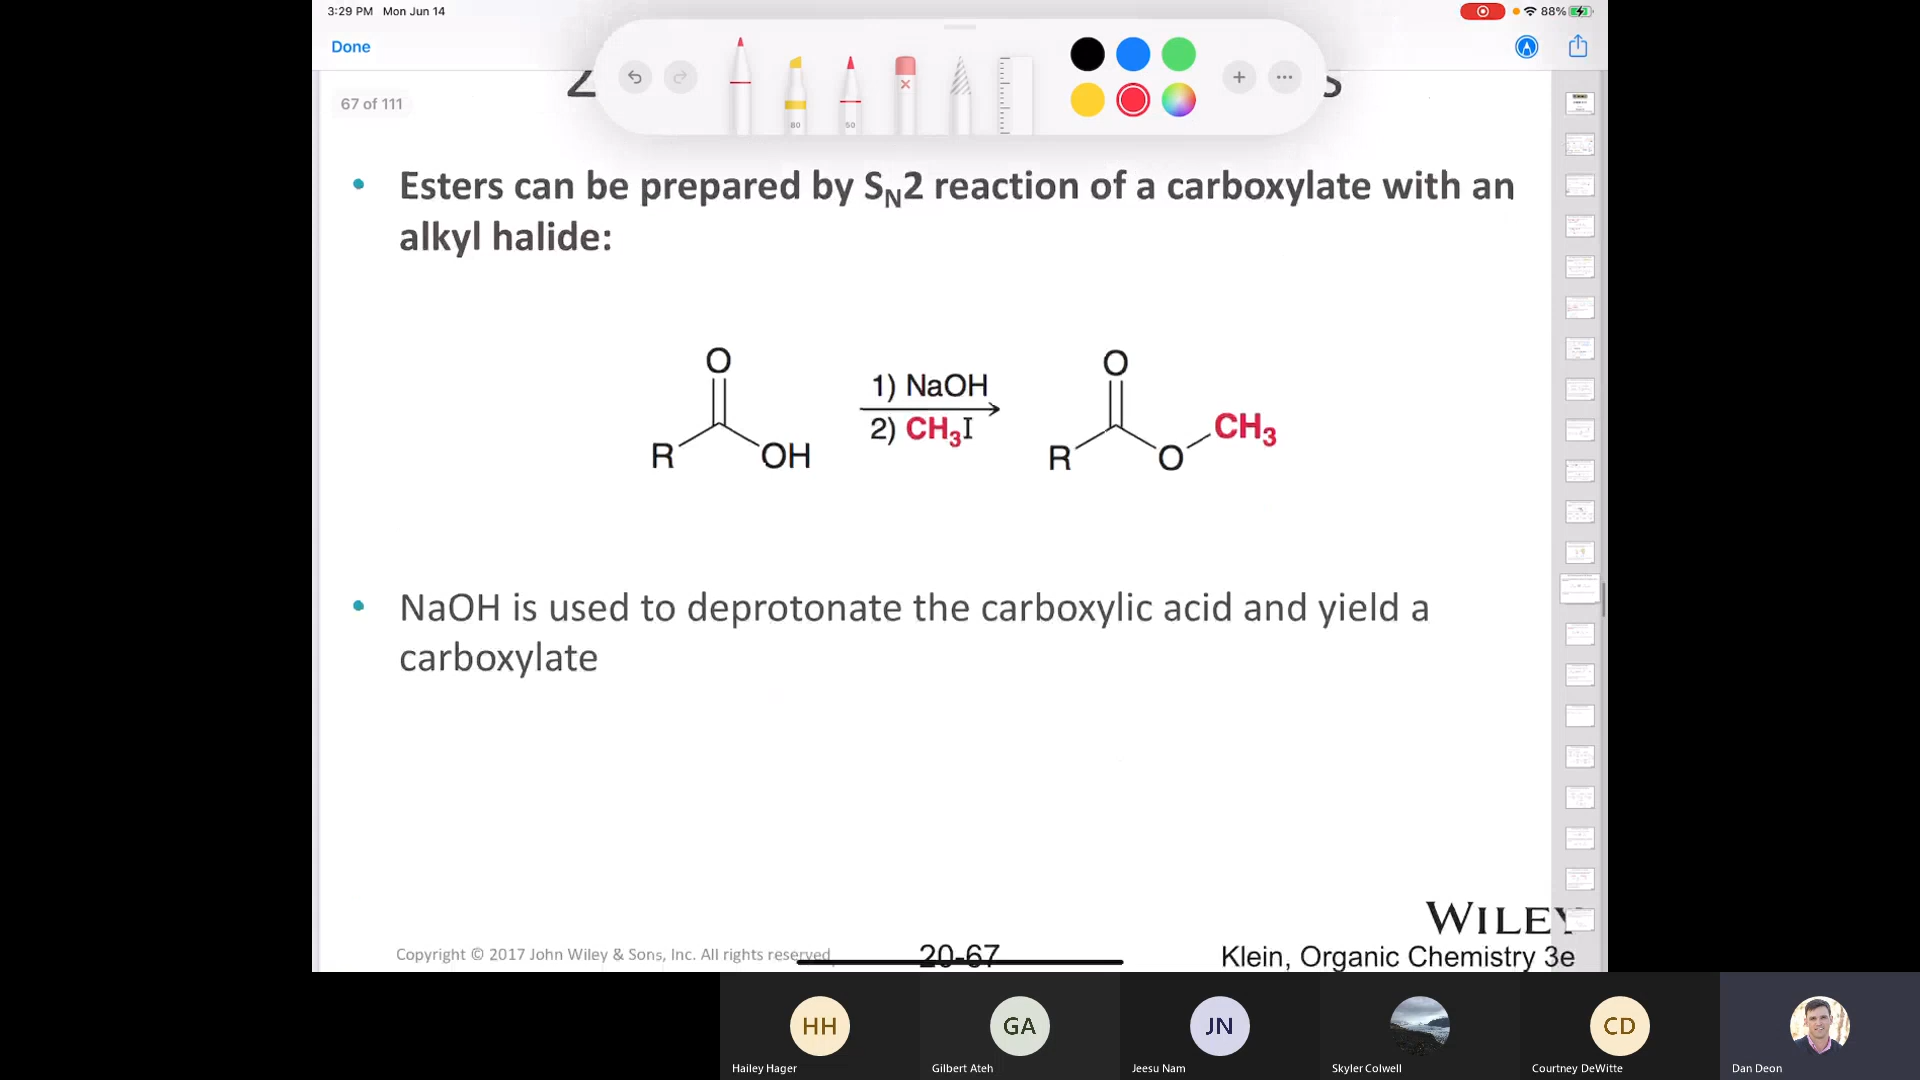 3:29 PM Mon Jun 14
88%
Done
67 of 111
80
50
Esters can be prepared by SN2 reaction of a carboxylate with an
alkyl halide:
O
R
OH
1) NaOH
2) CH3I
O
R
O
CH3
NaOH is used to deprotonate the carboxylic acid and yield a
carboxylate
WILEY
Copyright © 2017 John Wiley & Sons, Inc. All rights reserved.
20-67
Klein, Organic Chemistry 3e
HH
GA
JN
CD
Hailey Hager
Gilbert Ateh
Jeesu Nam
Skyler Colwell
Courtney DeWitte
Dan Deon